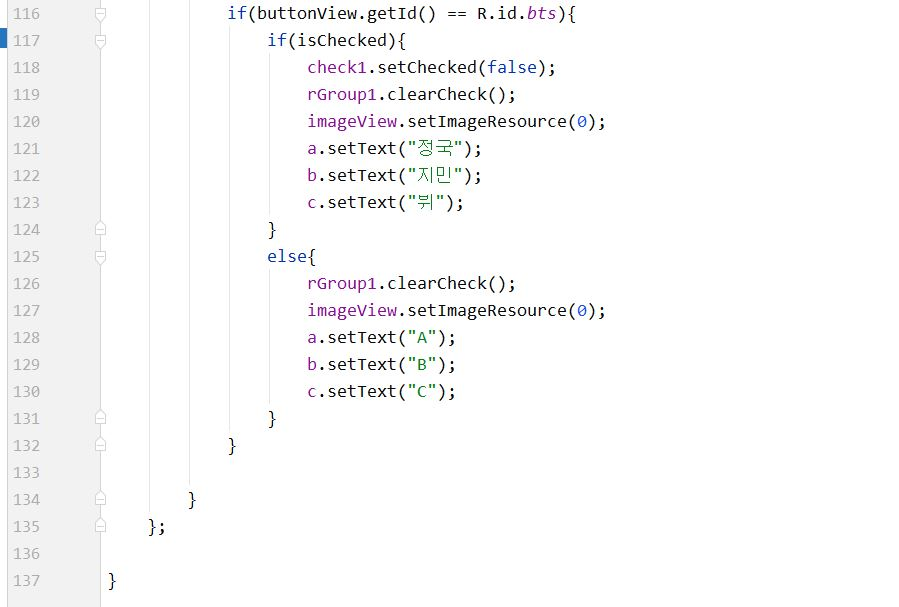 116 if(buttonView.getId() == R.id.bts){
117 if(isChecked){
118 check1.setChecked(false);
119 rGroup1.clearCheck();
120 imageView.setImageResource(0);
121 a.setText("정국");
122 b.setText("지민");
123 c.setText("뷔");
124 }
125 else{
126 rGroup1.clearCheck();
127 imageView.setImageResource(0);
128 a.setText("A");
129 b.setText("B");
130 c.setText("C");
131 }
132 }
133
134 }
135 };
136
137 }